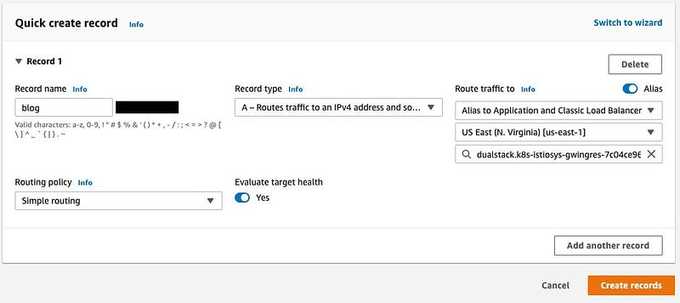 Quick create record Info
Switch to wizard
▼ Record 1
Delete
Record name Info
Record type Info
Route traffic to Info
Alias
blog
A – Routes traffic to an IPv4 address and so...
Alias to Application and Classic Load Balancer
Valid characters: a-z, 0-9, ! " # $ % & ' ( ) * + , - / : ; < = > ? @ [
\ ] ^ _ ` { | } . ~
US East (N. Virginia) [us-east-1]
dualstack.k8s-istiosys-gwingres-7c04ce96
Routing policy Info
Evaluate target health
Simple routing
Yes
Add another record
Cancel
Create records